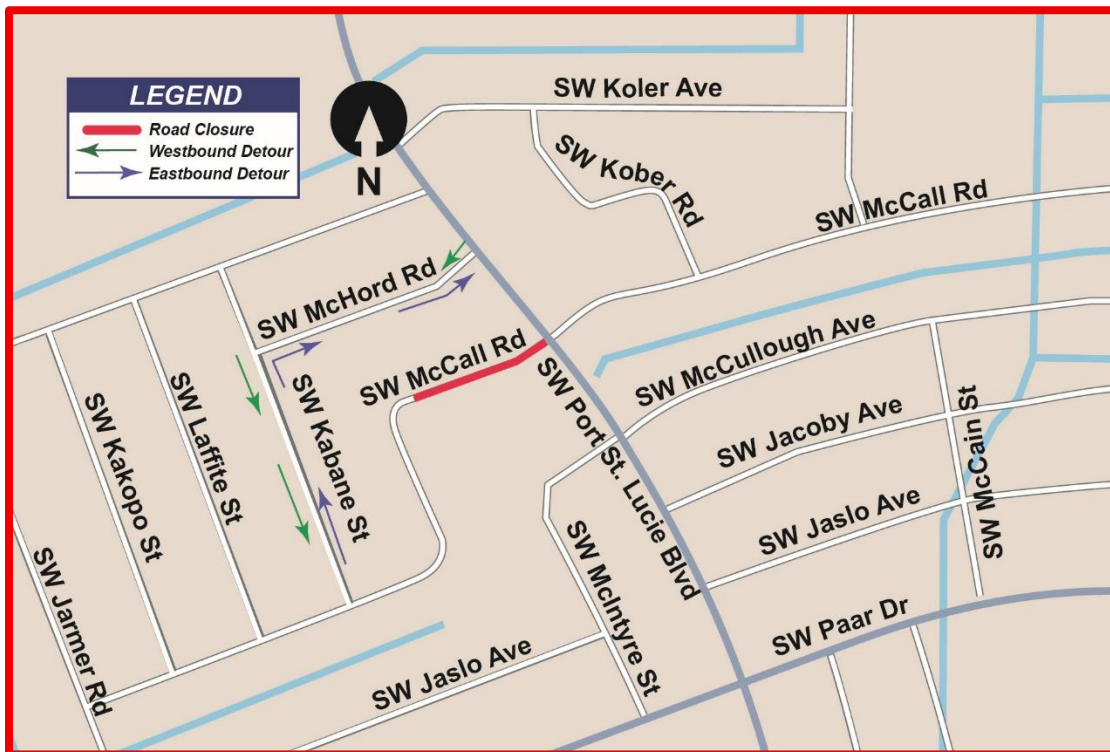 LEGEND
Road Closure
Westbound Detour
Eastbound Detour
N
SW Koler Ave
SW Kober Rd
SW McCall Rd
SW McHord Rd
SW McCall Rd
SW McCullough Ave
SW Port St. Lucie Blvd
SW Kabane St
SW Laffite St
SW Kakopo St
SW Jarmer Rd
SW Jacoby Ave
SW McCain St
SW Jaslo Ave
SW McIntyre St
SW Paar Dr
SW Jaslo Ave